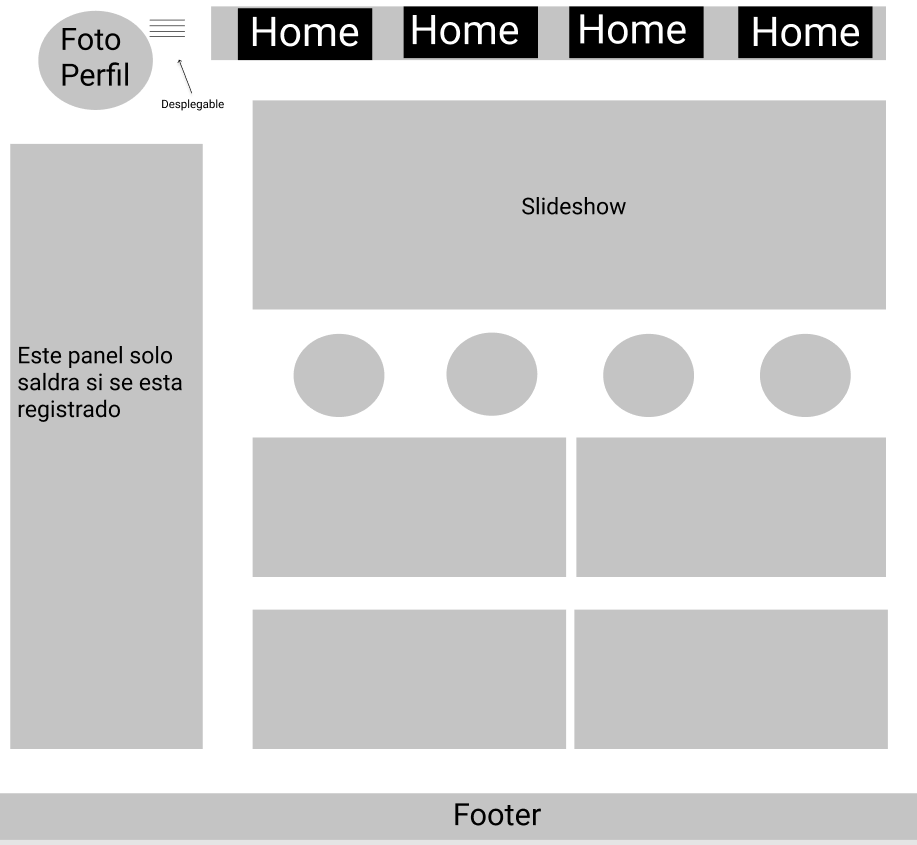 Foto
Perfil
Home
Home
Home
Home
Desplegable
Slideshow
Este panel solo
saldra si se esta
registrado
Footer